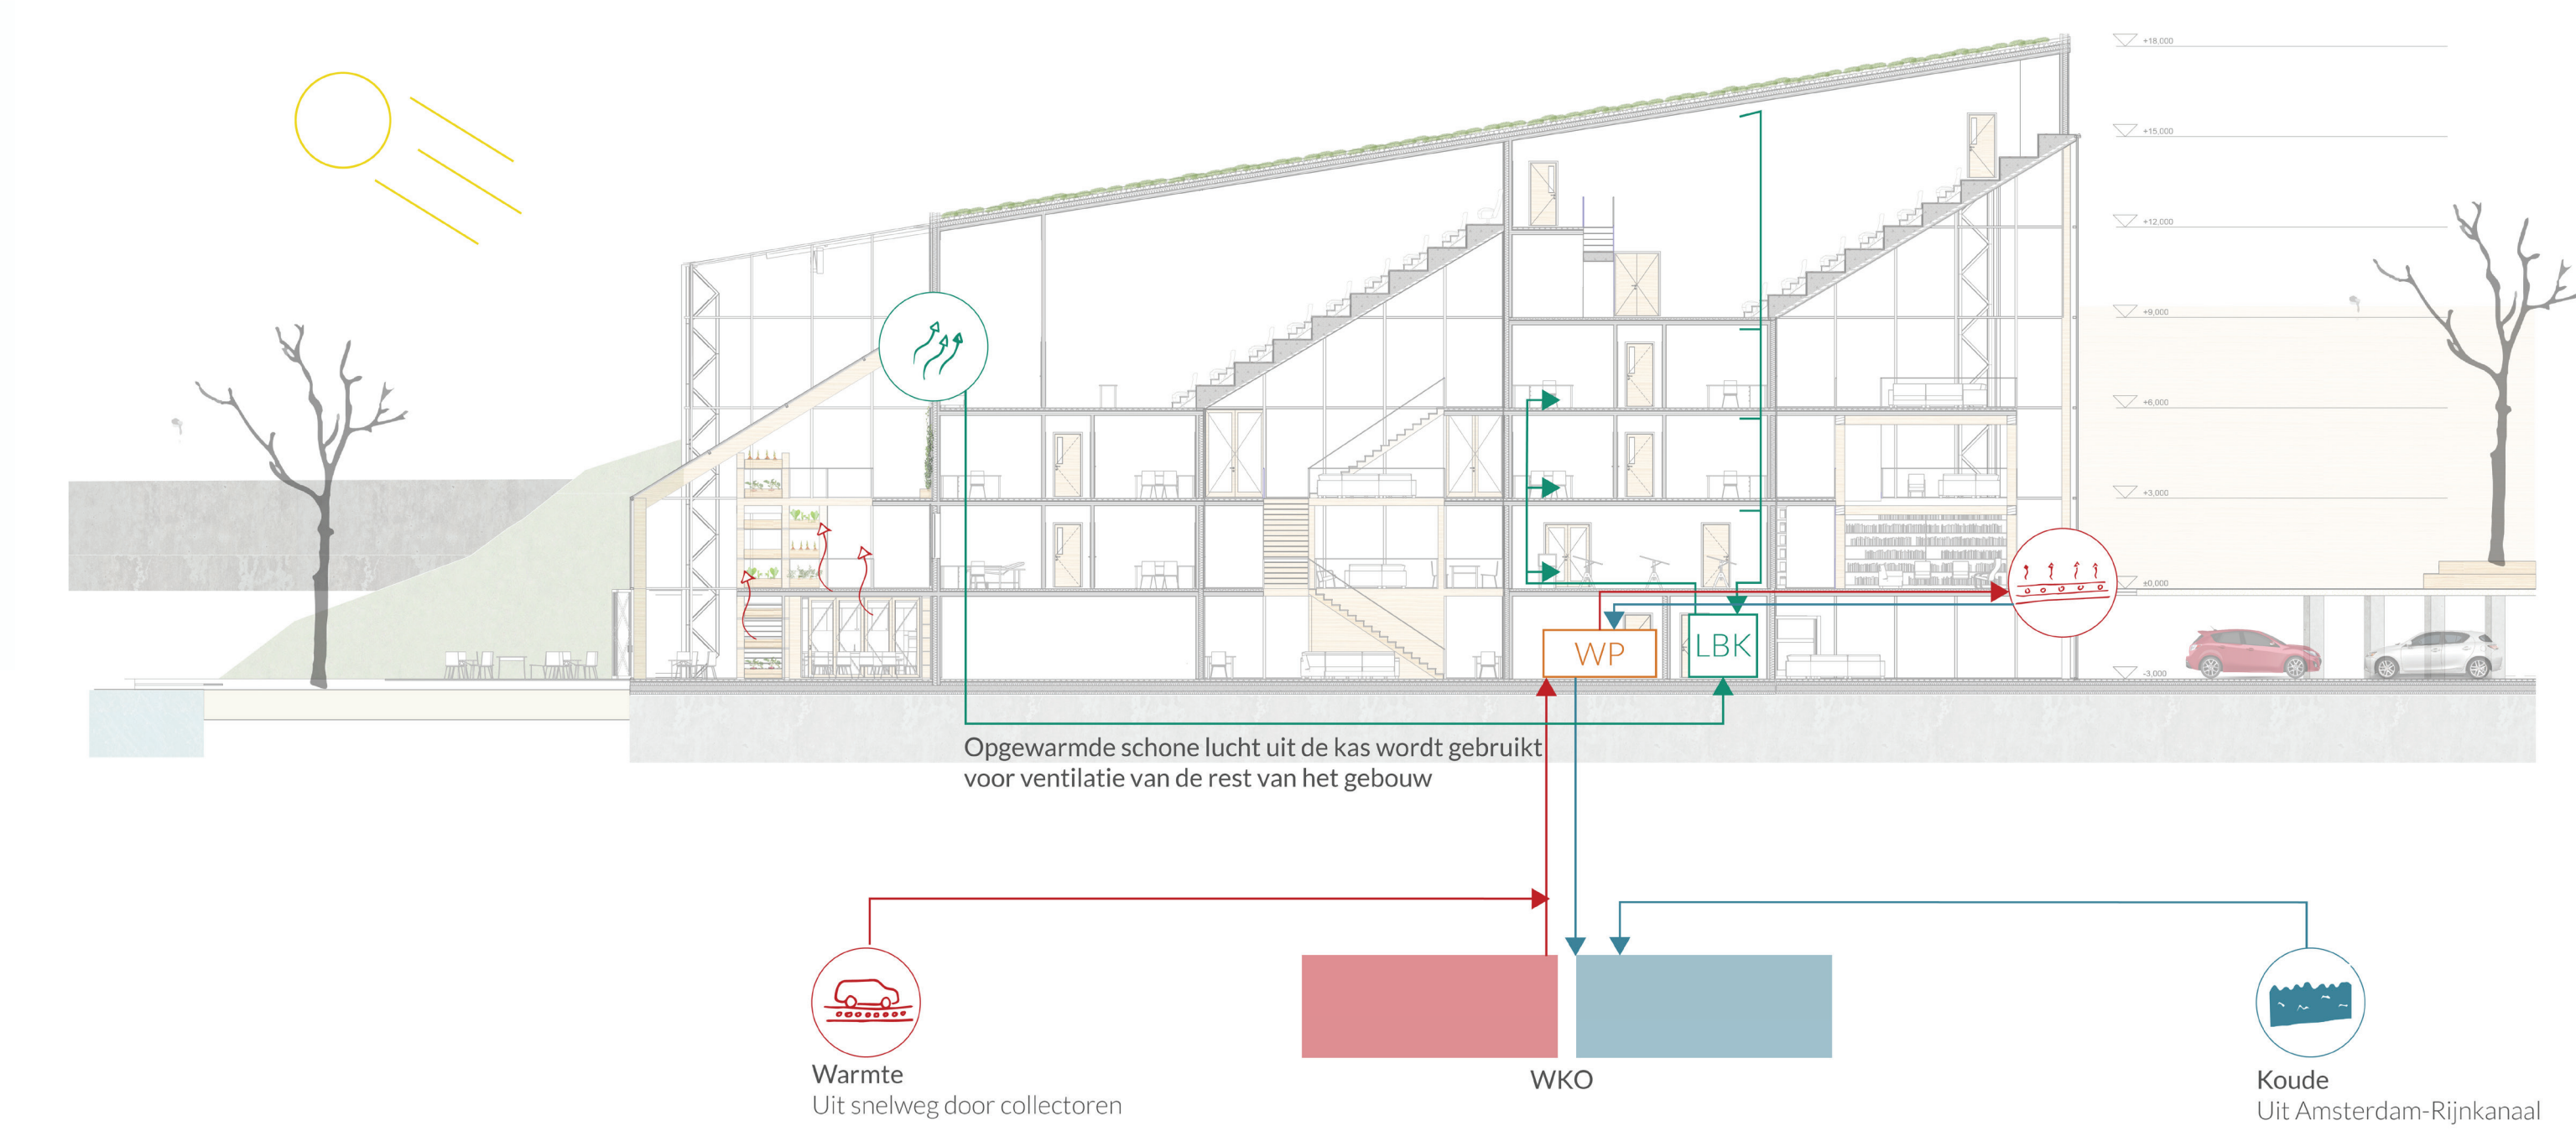 +18,000
+15,000
+12,000
+9,000
+6,000
+3,000
±0,000
-3,000
WP
LBK
Opgewarmde schone lucht uit de kas wordt gebruikt
voor ventilatie van de rest van het gebouw
Warmte
Uit snelweg door collectoren
WKO
Koude
Uit Amsterdam-Rijnkanaal